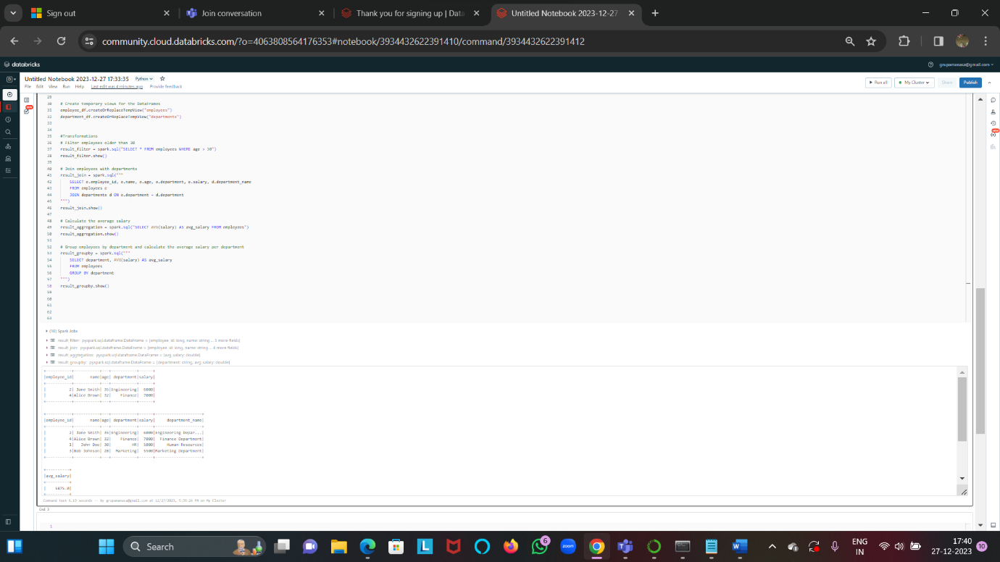 Sign out
Join conversation
Thank you for signing up | Data
Untitled Notebook 2023-12-27
community.cloud.databricks.com/?o=4063808564176353#notebook/3934432622391410/command/3934432622391412
databricks
grupamanasa@gmail.com
Untitled Notebook 2023-12-27 17:33:35 Python
File Edit View Run Help Last edit was 4 minutes ago Provide feedback
Run all
My Cluster
Share
Publish
29
30 # Create temporary views for the DataFrames
31 employee_df.createOrReplaceTempView("employees")
32 department_df.createOrReplaceTempView("departments")
33
34
35 #Transformations
36 # Filter employees older than 30
37 result_filter = spark.sql("SELECT * FROM employees WHERE age > 30")
38 result_filter.show()
39
40 # Join employees with departments
41 result_join = spark.sql("""
42 SELECT e.employee_id, e.name, e.age, e.department, e.salary, d.department_name
43 FROM employees e
44 JOIN departments d ON e.department = d.department
45 """)
46 result_join.show()
47
48 # Calculate the average salary
49 result_aggregation = spark.sql("SELECT AVG(salary) AS avg_salary FROM employees")
50 result_aggregation.show()
51
52 # Group employees by department and calculate the average salary per department
53 result_groupby = spark.sql("""
54 SELECT department, AVG(salary) AS avg_salary
55 FROM employees
56 GROUP BY department
57 """)
58 result_groupby.show()
59
60
61
62
63
(10) Spark Jobs
result_filter: pyspark.sql.dataframe.DataFrame = [employee_id: long, name: string ... 3 more fields]
result_join: pyspark.sql.dataframe.DataFrame = [employee_id: long, name: string ... 4 more fields]
result_aggregation: pyspark.sql.dataframe.DataFrame = [avg_salary: double]
result_groupby: pyspark.sql.dataframe.DataFrame = [department: string, avg_salary: double]
+-----------+-----------+---+-----------+------+
|employee_id| name|age| department|salary|
+-----------+-----------+---+-----------+------+
| 2| Jane Smith| 35|Engineering| 6000|
| 4|Alice Brown| 32| Finance| 7000|
+-----------+-----------+---+-----------+------+
+-----------+-----------+---+-----------+------+--------------------+
|employee_id| name|age| department|salary| department_name|
+-----------+-----------+---+-----------+------+--------------------+
| 2| Jane Smith| 35|Engineering| 6000|Engineering Depar...|
| 4|Alice Brown| 32| Finance| 7000| Finance Department|
| 1| John Doe| 30| HR| 5000| Human Resources|
| 3|Bob Johnson| 28| Marketing| 5500|Marketing Department|
+-----------+-----------+---+-----------+------+--------------------+
+----------+
|avg_salary|
+----------+
| 5875.0|
+----------+
Command took 6.19 seconds -- by grupamanasa@gmail.com at 12/27/2023, 5:39:26 PM on My Cluster
Cmd 3
1
Search
6
zoom
ENG
IN
17:40
27-12-2023
10